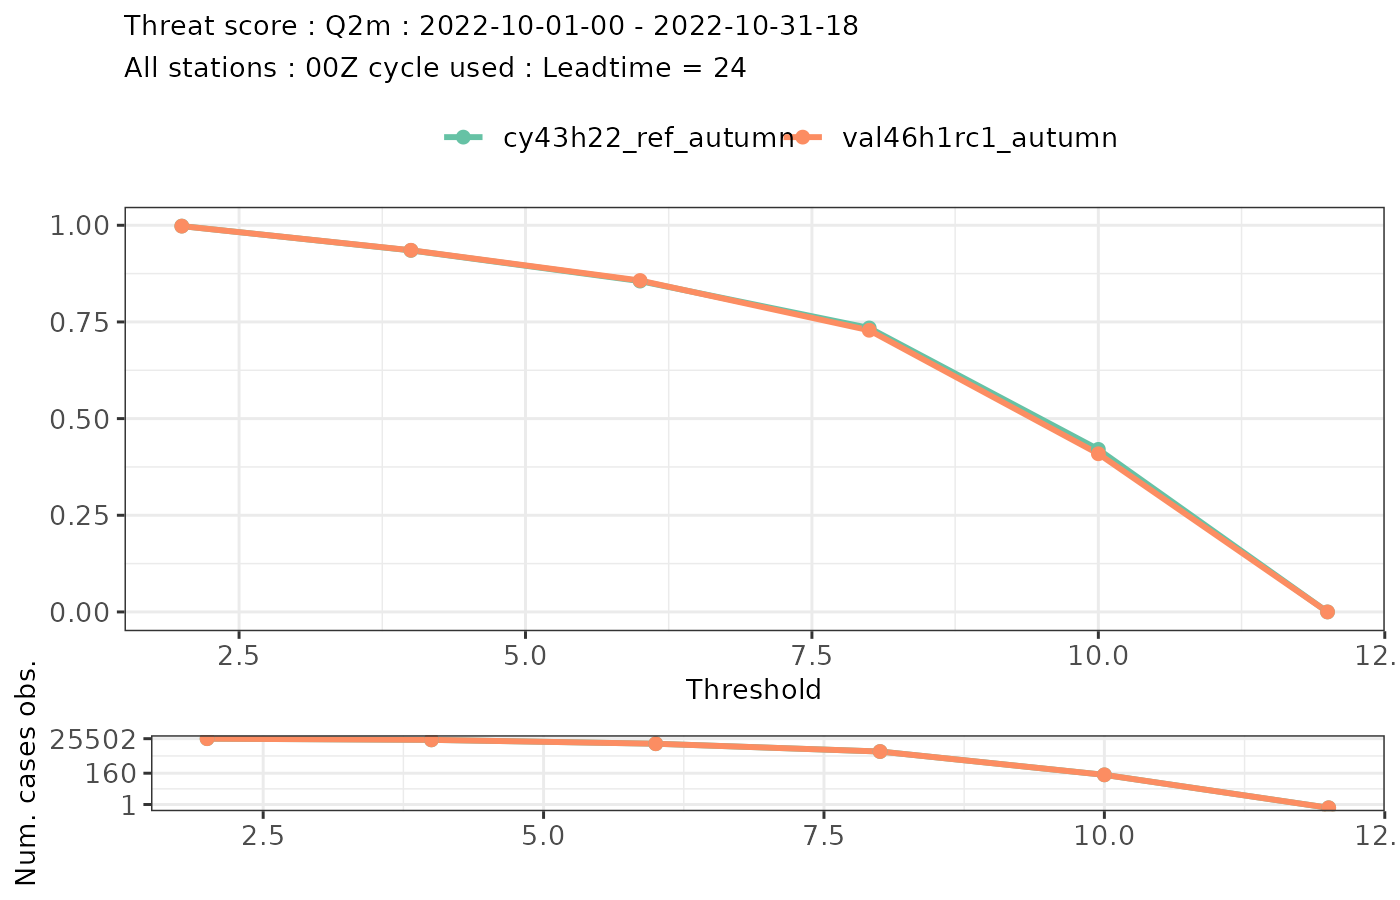 Threat score : Q2m : 2022-10-01-00 - 2022-10-31-18
All stations : 00Z cycle used : Leadtime = 24
cy43h22_ref_autumn val46h1rc1_autumn
1.00
0.75
0.50
0.25
0.00
2.5 5.0 7.5 10.0 12.
Threshold
Num. cases obs.
25502
160
1
2.5 5.0 7.5 10.0 12.